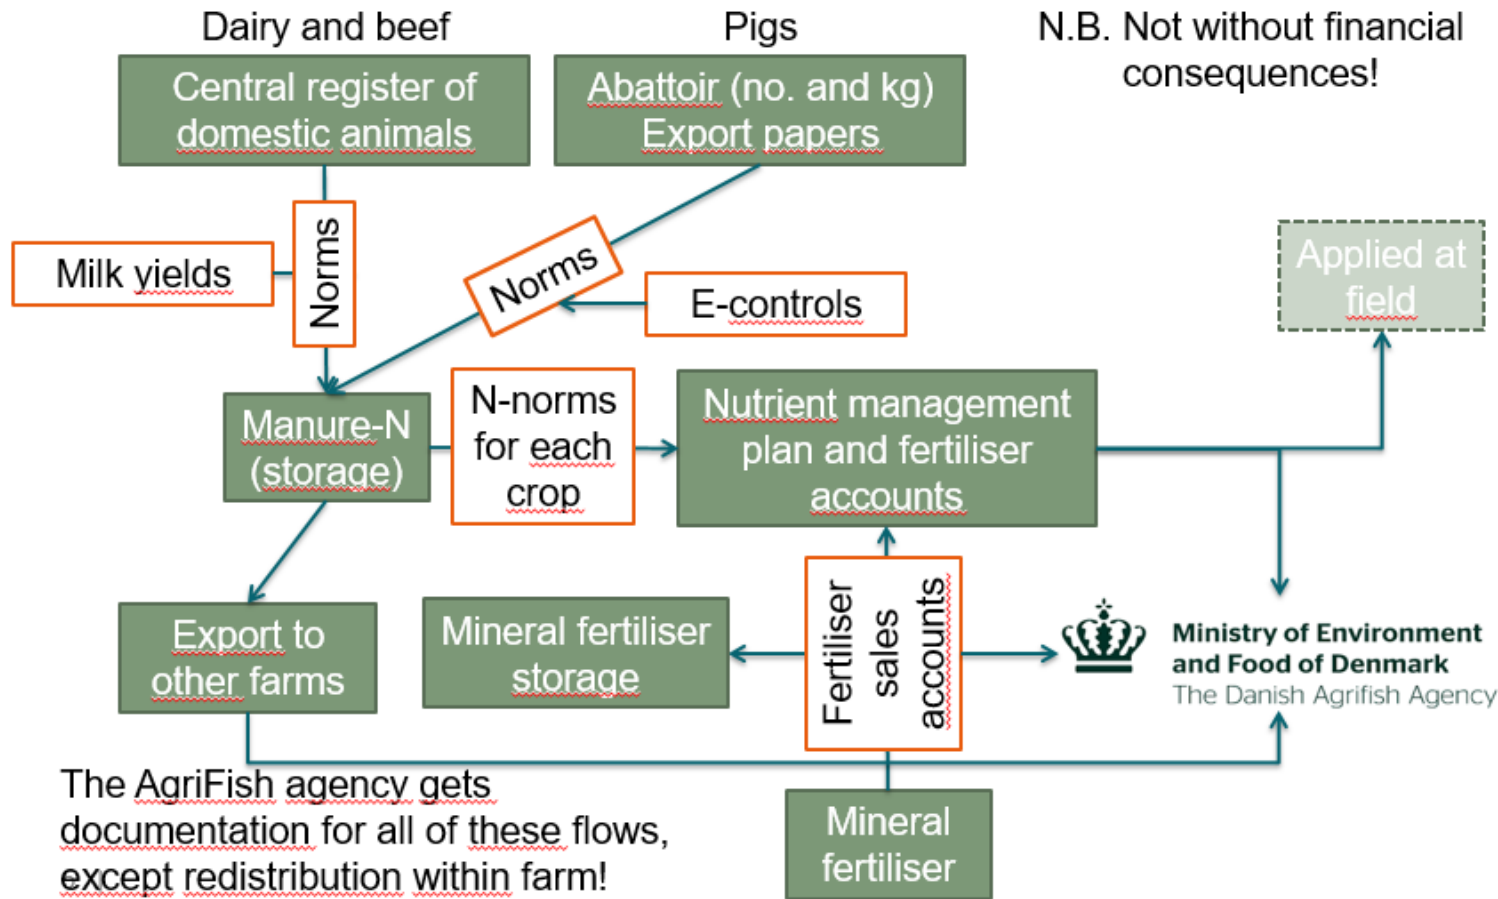 Dairy and beef
Pigs
N.B. Not without financial
consequences!
Central register of
domestic animals
Abattoir (no. and kg)
Export papers
Milk yields
Norms
Norms
E-controls
Applied at
field
Manure-N
(storage)
N-norms
for each
crop
Nutrient management
plan and fertiliser
accounts
Export to
other farms
Mineral fertiliser
storage
Fertiliser
sales
accounts
Ministry of Environment
and Food of Denmark
The Danish Agrifish Agency
The AgriFish agency gets
documentation for all of these flows,
except redistribution within farm!
Mineral
fertiliser